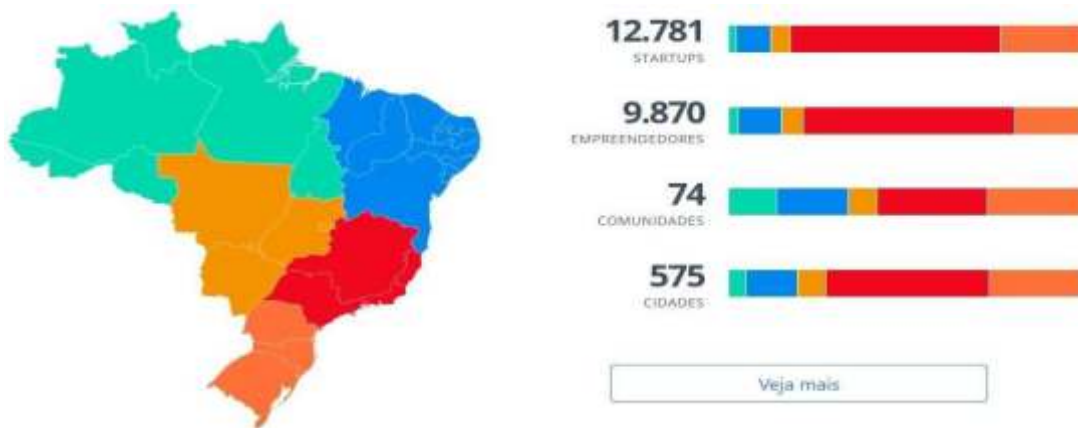 12.781
STARTUPS
9.870
EMPREENDEDORES
74
COMUNIDADES
575
CIDADES
Veja mais